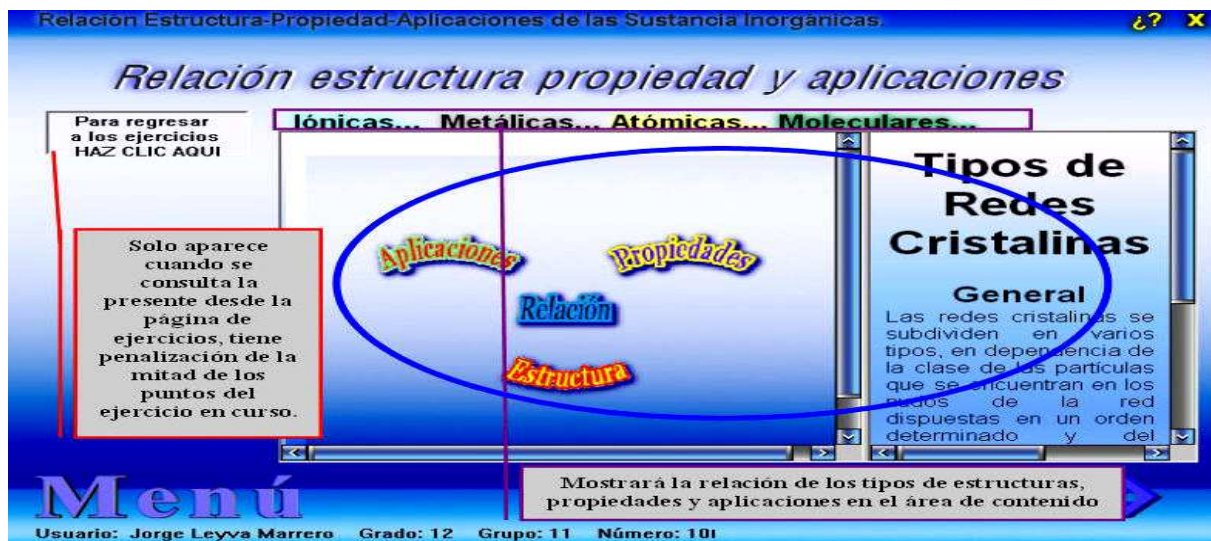 Relación Estructura-Propiedad-Aplicaciones de las Sustancia Inorgánicas.
¿? X
Relación estructura propiedad y aplicaciones
Para regresar
a los ejercicios
HAZ CLIC AQUI
Iónicas... Metálicas... Atómicas... Moleculares...
Solo aparece
cuando se
consulta la
presente desde la
página de
ejercicios, tiene
penalización de la
mitad de los
puntos del
ejercicio en curso.
Aplicaciones
Propiedades
Relación
Estructura
Tipos de
Redes
Cristalinas
General
Las redes cristalinas se
subdividen en varios
tipos, en dependencia de
la clase de las partículas
que se encuentran en los
nudos de la red
dispuestas en un orden
determinado y del
Mostrará la relación de los tipos de estructuras,
propiedades y aplicaciones en el área de contenido
Menú
Usuario: Jorge Leyva Marrero Grado: 12 Grupo: 11 Número: 10